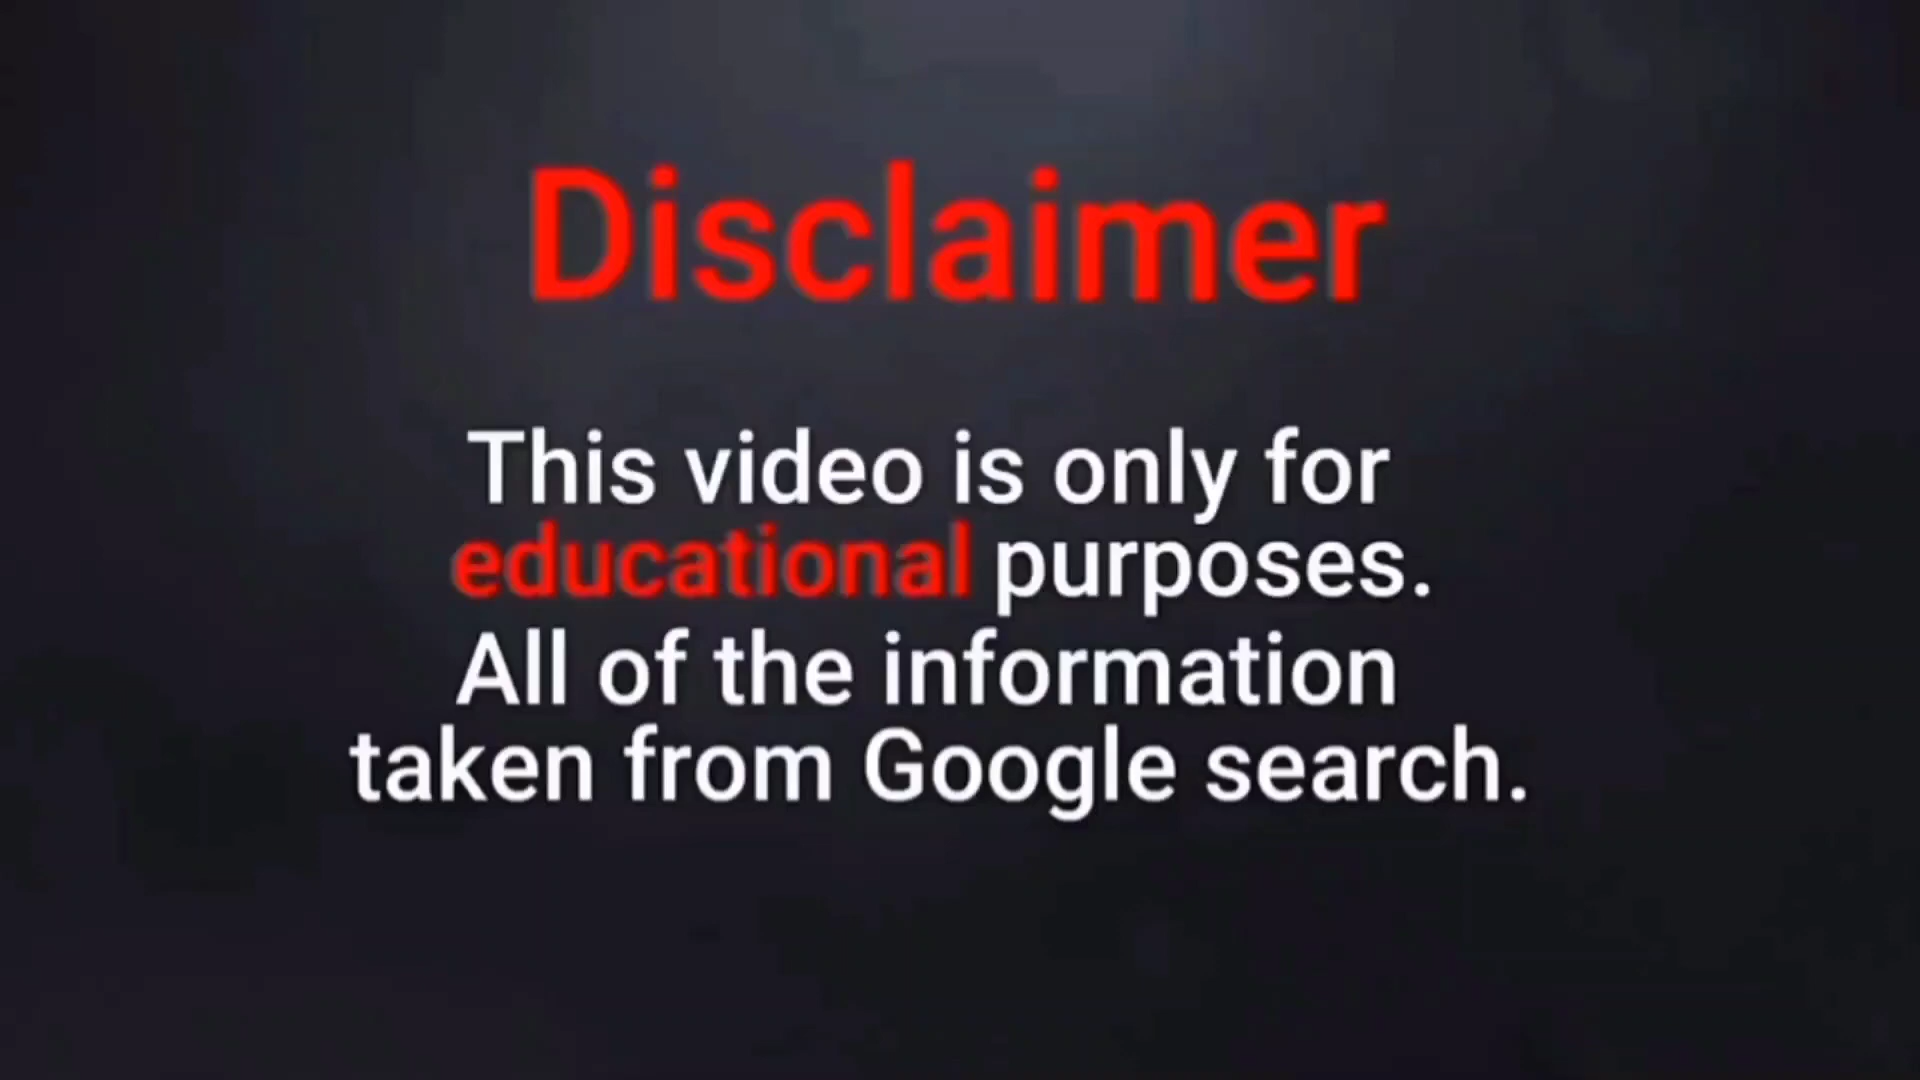 Disclaimer
This video is only for
educational purposes.
All of the information
taken from Google search.